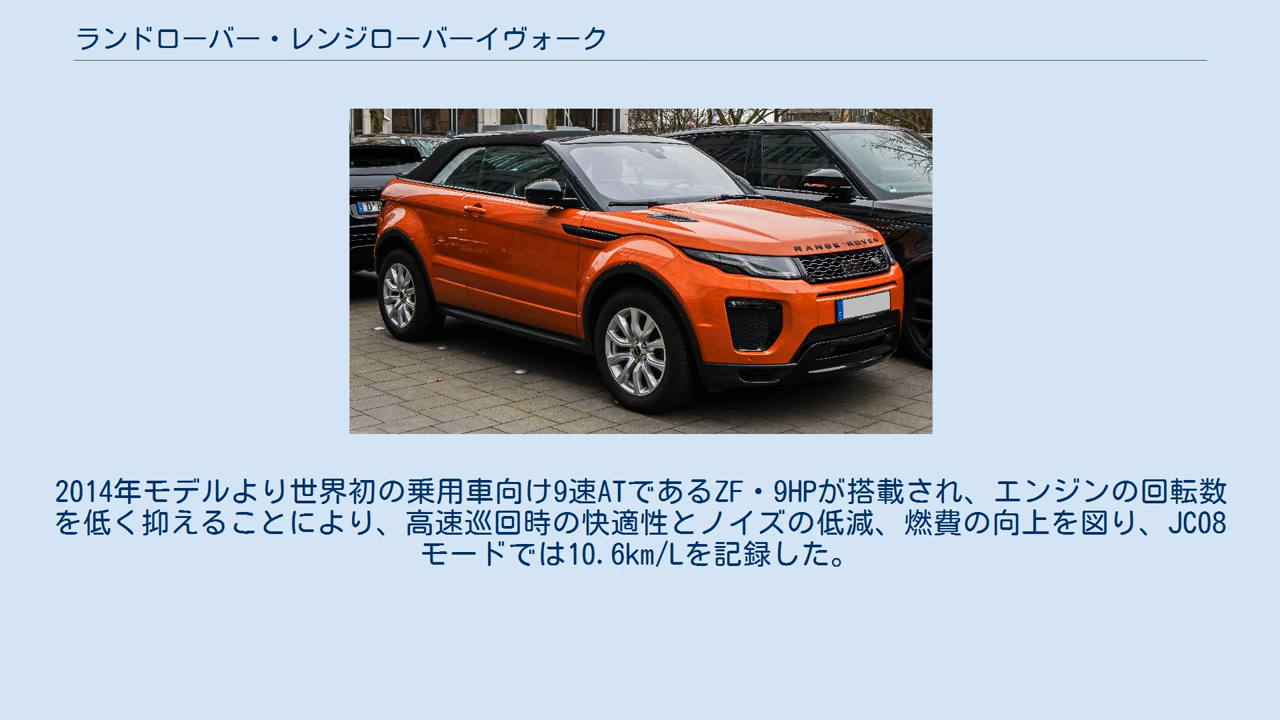 ランドローバー・レンジローバーイヴォーク
RANGE ROVER
2014年モデルより世界初の乗用車向け9速ATであるZF・9HPが搭載され、エンジンの回転数
を低く抑えることにより、高速巡回時の快適性とノイズの低減、燃費の向上を図り、JC08
モードでは10.6km/Lを記録した。